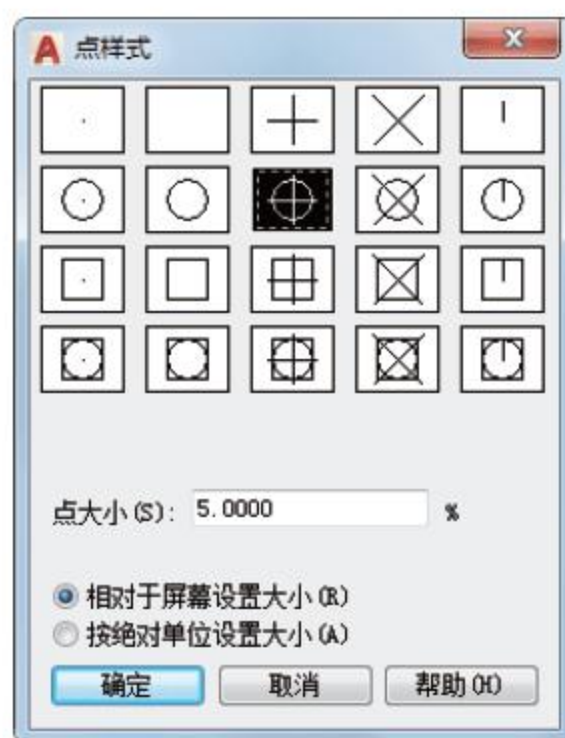 点样式
点大小(S): 5.0000 %
相对于屏幕设置大小(R)
按绝对单位设置大小(A)
确定 取消 帮助(H)